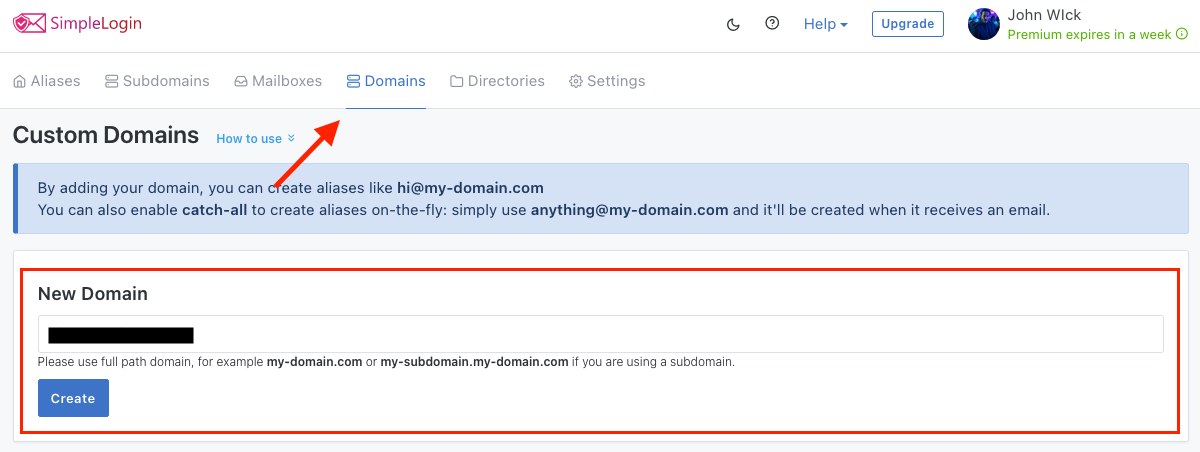 SimpleLogin
Help
Upgrade
John WIck
Premium expires in a week
Aliases
Subdomains
Mailboxes
Domains
Directories
Settings
Custom Domains
How to use
By adding your domain, you can create aliases like hi@my-domain.com
You can also enable catch-all to create aliases on-the-fly: simply use anything@my-domain.com and it'll be created when it receives an email.
New Domain
Please use full path domain, for example my-domain.com or my-subdomain.my-domain.com if you are using a subdomain.
Create